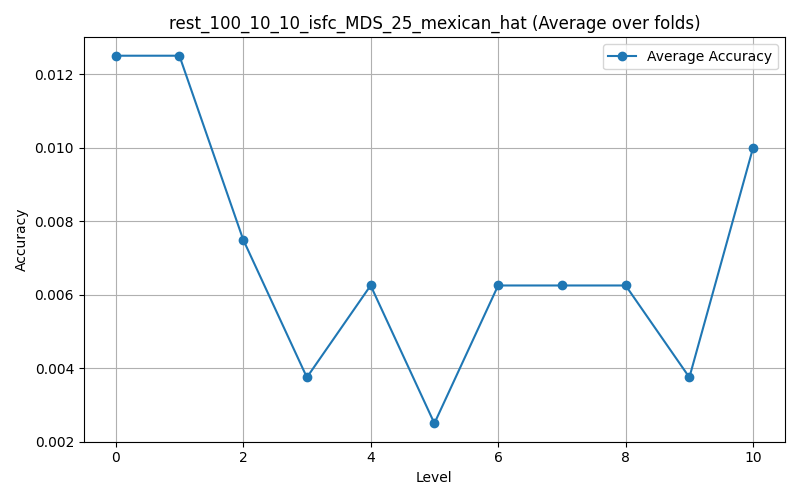 rest_100_10_10_isfc_MDS_25_mexican_hat (Average over folds)
Average Accuracy
0.012
0.010
0.008
0.006
0.004
0.002
Accuracy
0 2 4 6 8 10
Level